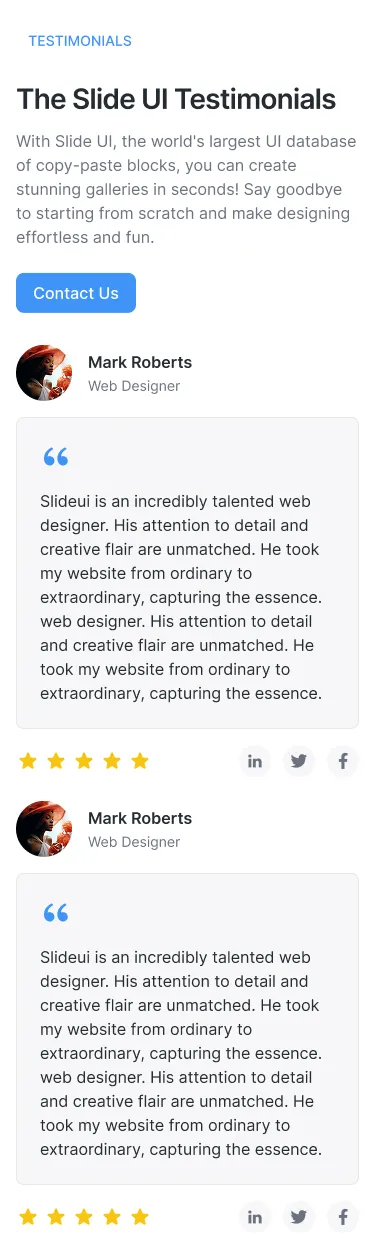 TESTIMONIALS
The Slide UI Testimonials
With Slide UI, the world's largest UI database
of copy-paste blocks, you can create
stunning galleries in seconds! Say goodbye
to starting from scratch and make designing
effortless and fun.
Contact Us
Mark Roberts
Web Designer
“
Slideui is an incredibly talented web
designer. His attention to detail and
creative flair are unmatched. He took
my website from ordinary to
extraordinary, capturing the essence.
web designer. His attention to detail
and creative flair are unmatched. He
took my website from ordinary to
extraordinary, capturing the essence.
in
Mark Roberts
Web Designer
“
Slideui is an incredibly talented web
designer. His attention to detail and
creative flair are unmatched. He took
my website from ordinary to
extraordinary, capturing the essence.
web designer. His attention to detail
and creative flair are unmatched. He
took my website from ordinary to
extraordinary, capturing the essence.
in